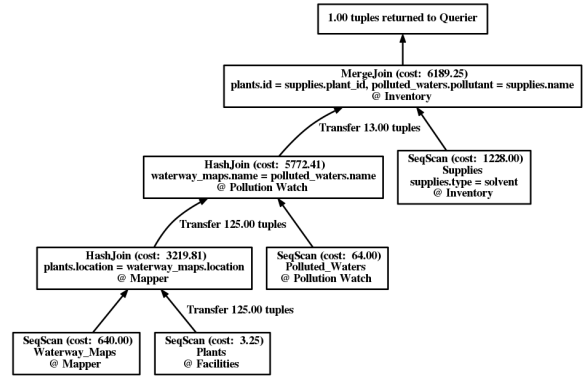 1.00 tuples returned to Querier
MergeJoin (cost:  6189.25)
plants.id = supplies.plant_id, polluted_waters.pollutant = supplies.name
@ Inventory
Transfer 13.00 tuples
HashJoin (cost:  5772.41)
waterway_maps.name = polluted_waters.name
@ Pollution Watch
SeqScan (cost:  1228.00)
Supplies
supplies.type = solvent
@ Inventory
Transfer 125.00 tuples
HashJoin (cost:  3219.81)
plants.location = waterway_maps.location
@ Mapper
SeqScan (cost:  64.00)
Polluted_Waters
@ Pollution Watch
Transfer 125.00 tuples
SeqScan (cost:  640.00)
Waterway_Maps
@ Mapper
SeqScan (cost:  3.25)
Plants
@ Facilities